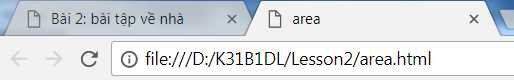 Bài 2: bài tập về nhà
area
file:///D:/K31B1DL/Lesson2/area.html